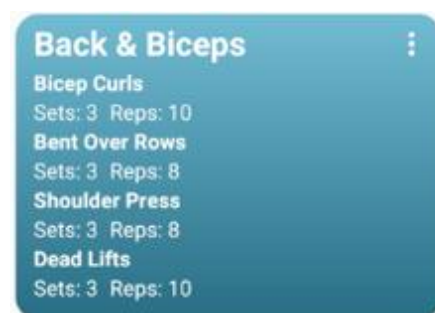 Back & Biceps
Bicep Curls
Sets: 3 Reps: 10
Bent Over Rows
Sets: 3 Reps: 8
Shoulder Press
Sets: 3 Reps: 8
Dead Lifts
Sets: 3 Reps: 10